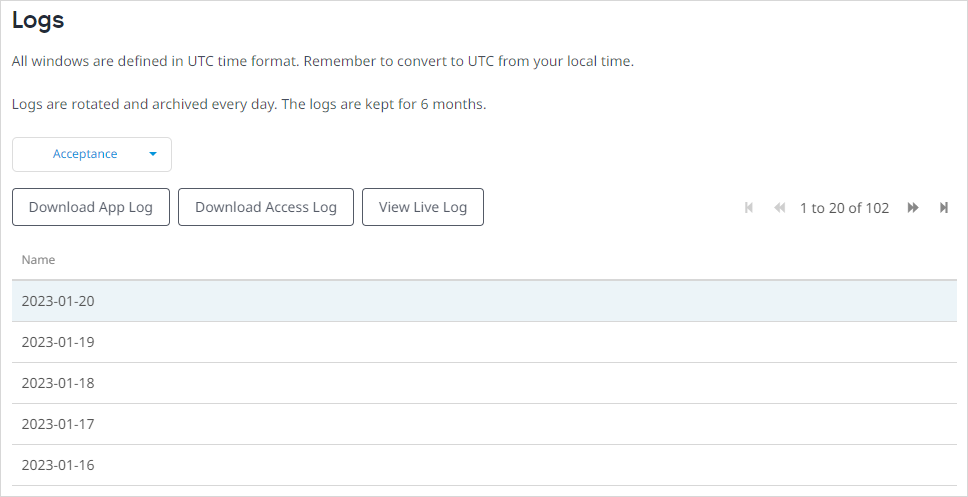 Logs
All windows are defined in UTC time format. Remember to convert to UTC from your local time.
Logs are rotated and archived every day. The logs are kept for 6 months.
Acceptance
Download App Log Download Access Log View Live Log 1 to 20 of 102
Name
2023-01-20
2023-01-19
2023-01-18
2023-01-17
2023-01-16